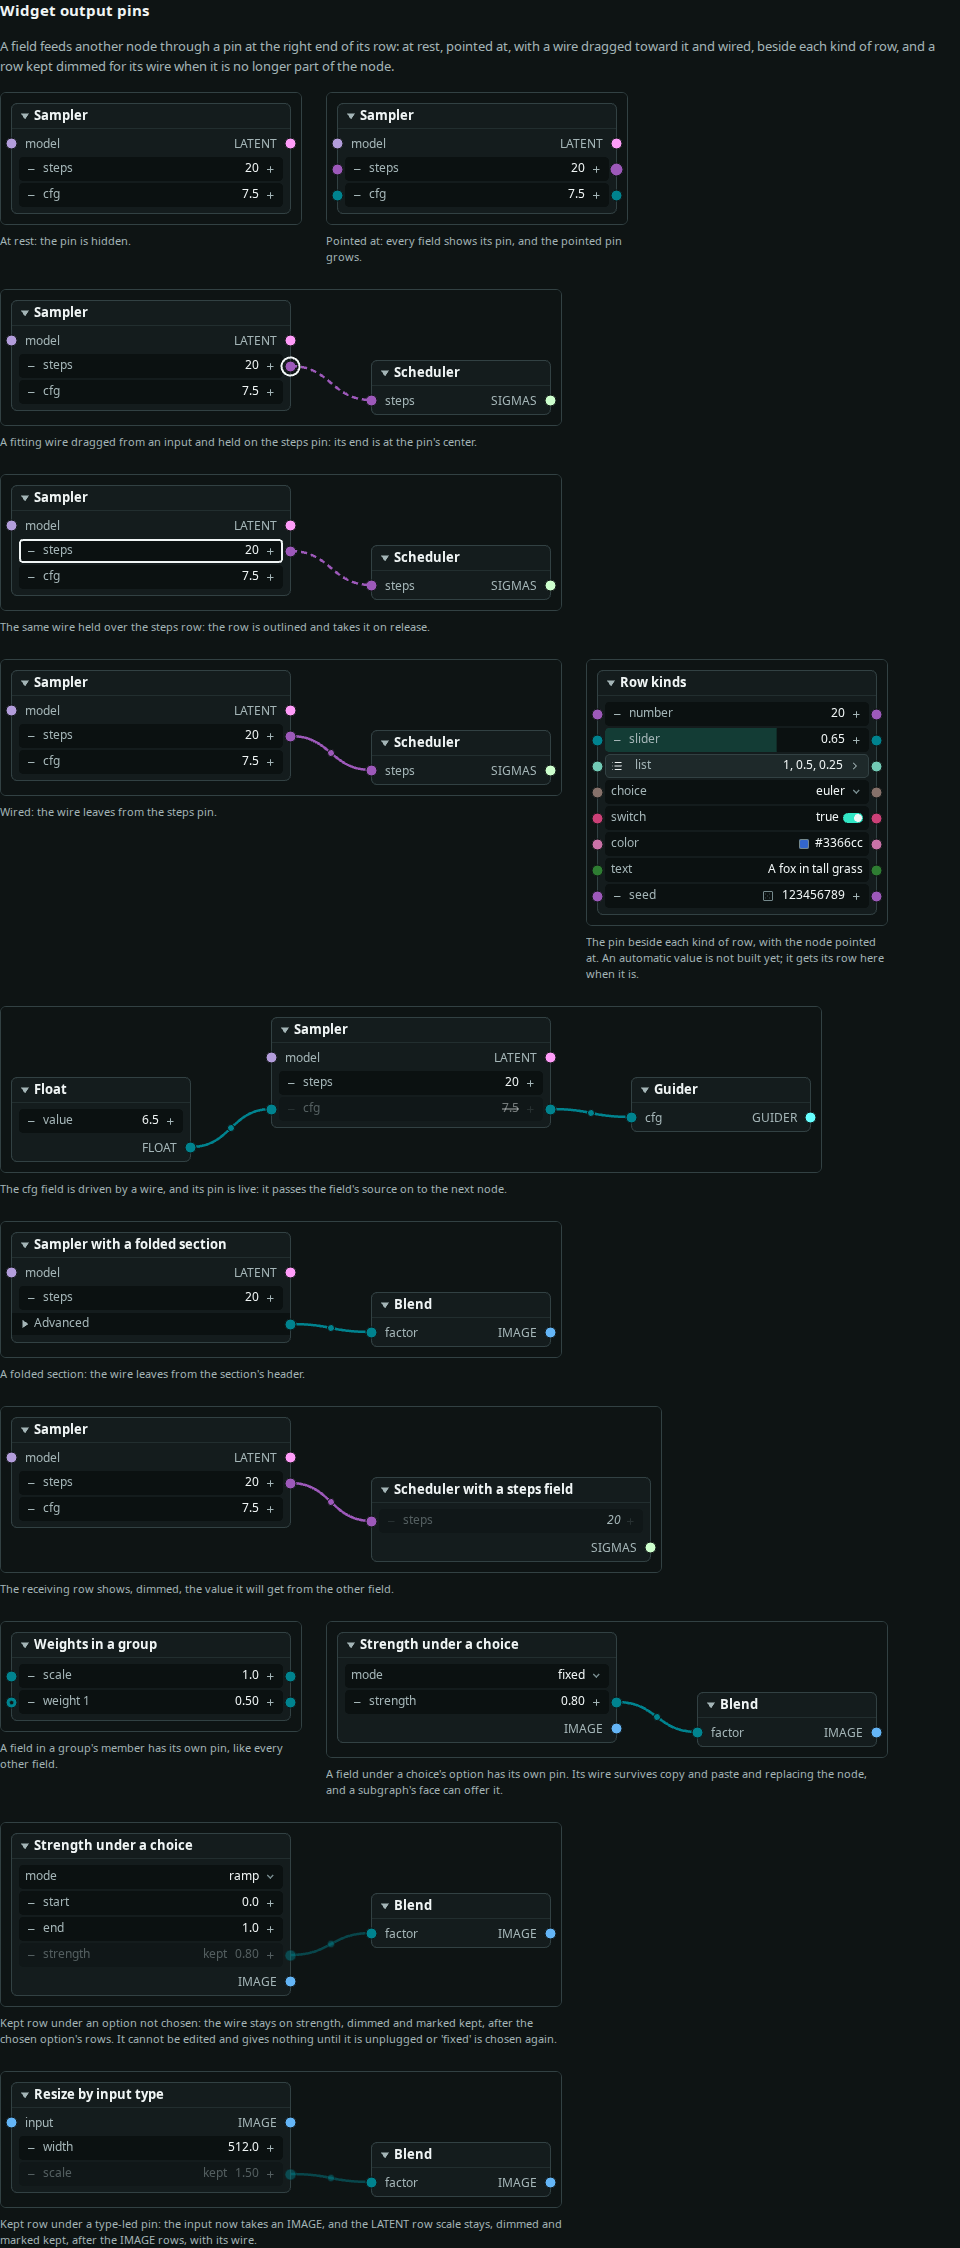 Widget output pins
A field feeds another node through a pin at the right end of its row: at rest, pointed at, with a wire dragged toward it and wired, beside each kind of row, and a
row kept dimmed for its wire when it is no longer part of the node.
Sampler
model LATENT
− steps 20 +
− cfg 7.5 +
At rest: the pin is hidden.
Sampler
model LATENT
− steps 20 +
− cfg 7.5 +
Pointed at: every field shows its pin, and the pointed pin
grows.
Sampler
model LATENT
− steps 20 +
− cfg 7.5 +
Scheduler
steps SIGMAS
A fitting wire dragged from an input and held on the steps pin: its end is at the pin's center.
Sampler
model LATENT
− steps 20 +
− cfg 7.5 +
Scheduler
steps SIGMAS
The same wire held over the steps row: the row is outlined and takes it on release.
Sampler
model LATENT
− steps 20 +
− cfg 7.5 +
Scheduler
steps SIGMAS
Wired: the wire leaves from the steps pin.
Row kinds
− number 20 +
− slider 0.65 +
list 1, 0.5, 0.25
choice euler
switch true
color #3366cc
text A fox in tall grass
− seed 123456789 +
The pin beside each kind of row, with the node pointed
at. An automatic value is not built yet; it gets its row here
when it is.
Float
− value 6.5 +
FLOAT
Sampler
model LATENT
− steps 20 +
− cfg 7.5 +
Guider
cfg GUIDER
The cfg field is driven by a wire, and its pin is live: it passes the field's source on to the next node.
Sampler with a folded section
model LATENT
− steps 20 +
Advanced
Blend
factor IMAGE
A folded section: the wire leaves from the section's header.
Sampler
model LATENT
− steps 20 +
− cfg 7.5 +
Scheduler with a steps field
− steps 20 +
SIGMAS
The receiving row shows, dimmed, the value it will get from the other field.
Weights in a group
− scale 1.0 +
− weight 1 0.50 +
A field in a group's member has its own pin, like every
other field.
Strength under a choice
mode fixed
− strength 0.80 +
IMAGE
Blend
factor IMAGE
A field under a choice's option has its own pin. Its wire survives copy and paste and replacing the node,
and a subgraph's face can offer it.
Strength under a choice
mode ramp
− start 0.0 +
− end 1.0 +
− strength kept 0.80 +
IMAGE
Blend
factor IMAGE
Kept row under an option not chosen: the wire stays on strength, dimmed and marked kept, after the
chosen option's rows. It cannot be edited and gives nothing until it is unplugged or 'fixed' is chosen again.
Resize by input type
input IMAGE
− width 512.0 +
− scale kept 1.50 +
Blend
factor IMAGE
Kept row under a type-led pin: the input now takes an IMAGE, and the LATENT row scale stays, dimmed and
marked kept, after the IMAGE rows, with its wire.